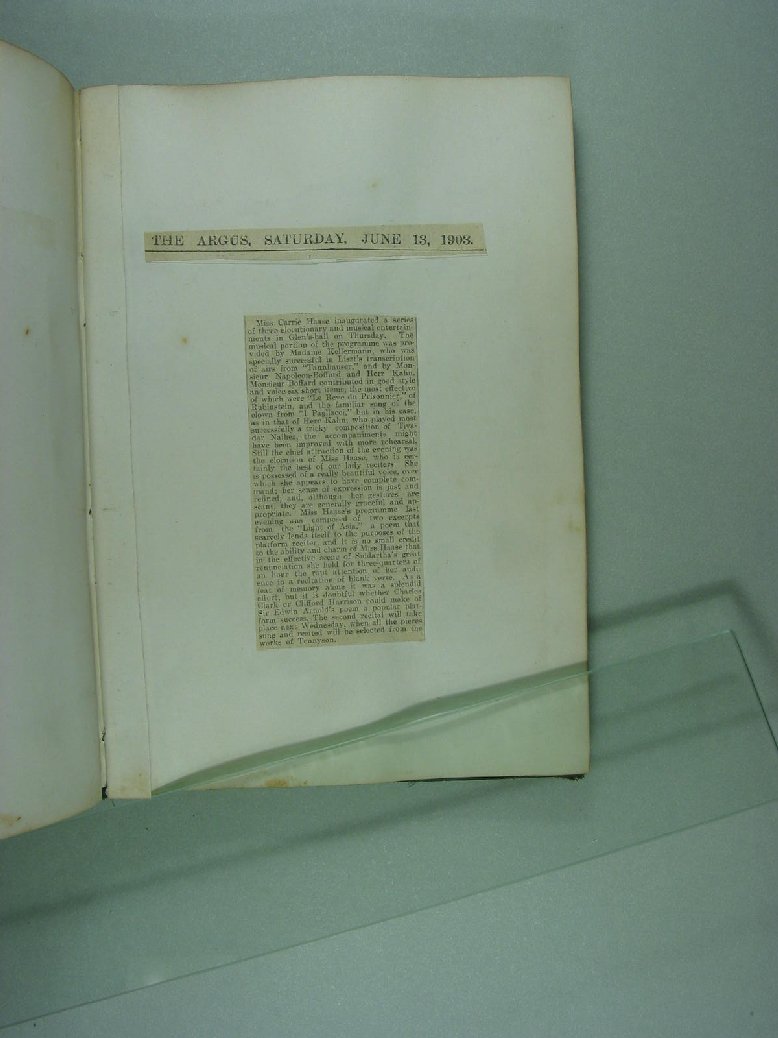 THE ARGUS, SATURDAY, JUNE 13, 1903.
Miss Carrie Haase inaugurated a series
of three elocutionary and musical entertain-
ments in Glen's-hall on Thursday. The
musical portion of the programme was pro-
vided by Madame Kellermann, who was
specially successful in Liszt's transcription
of airs from "Tannhauser," and by Mon-
sieur Napoleon-Boffard and Herr Kahn.
Monsieur Boffard contributed in good style
and voice six short items, the most effective
of which were "Le Reve du Prisonnier," of
Rubinstein, and the familiar song of the
clown from "I Pagliacci," but in his case,
as in that of Herr Kahn, who played most
successfully a tricky composition of
Nachez, the accompaniments might
have been improved with more rehearsal.
Still the chief attraction of the evening was
the elocution of Miss Haase, who is cer-
tainly the best of our lady reciters. She
is possessed of a really beautiful voice, over
which she appears to have complete com-
mand; her sense of expression is just and
refined, and, although her gestures are
they are generally graceful and ap-
propriate. Miss Haase's programme last
evening was composed of two excerpts
from the "Light of Asia," a poem that
scarcely lends itself to the purposes of the
platform reciter, and it is no small credit
to the ability and charm of Miss Haase that
in the effective scene of Siddartha's great
renunciation she held for three-quarters of
an hour the rapt attention of her audi-
ence in a recitation of blank verse. As a
feat of memory alone it was a splendid
effort, but it is doubtful whether Charles
Clark or Clifford Harrison could make of
Sir Edwin Arnold's poem a popular plat-
form success. The second recital will take
place next Wednesday, when all the pieces
sung and recited will be selected from the
works of Tennyson.